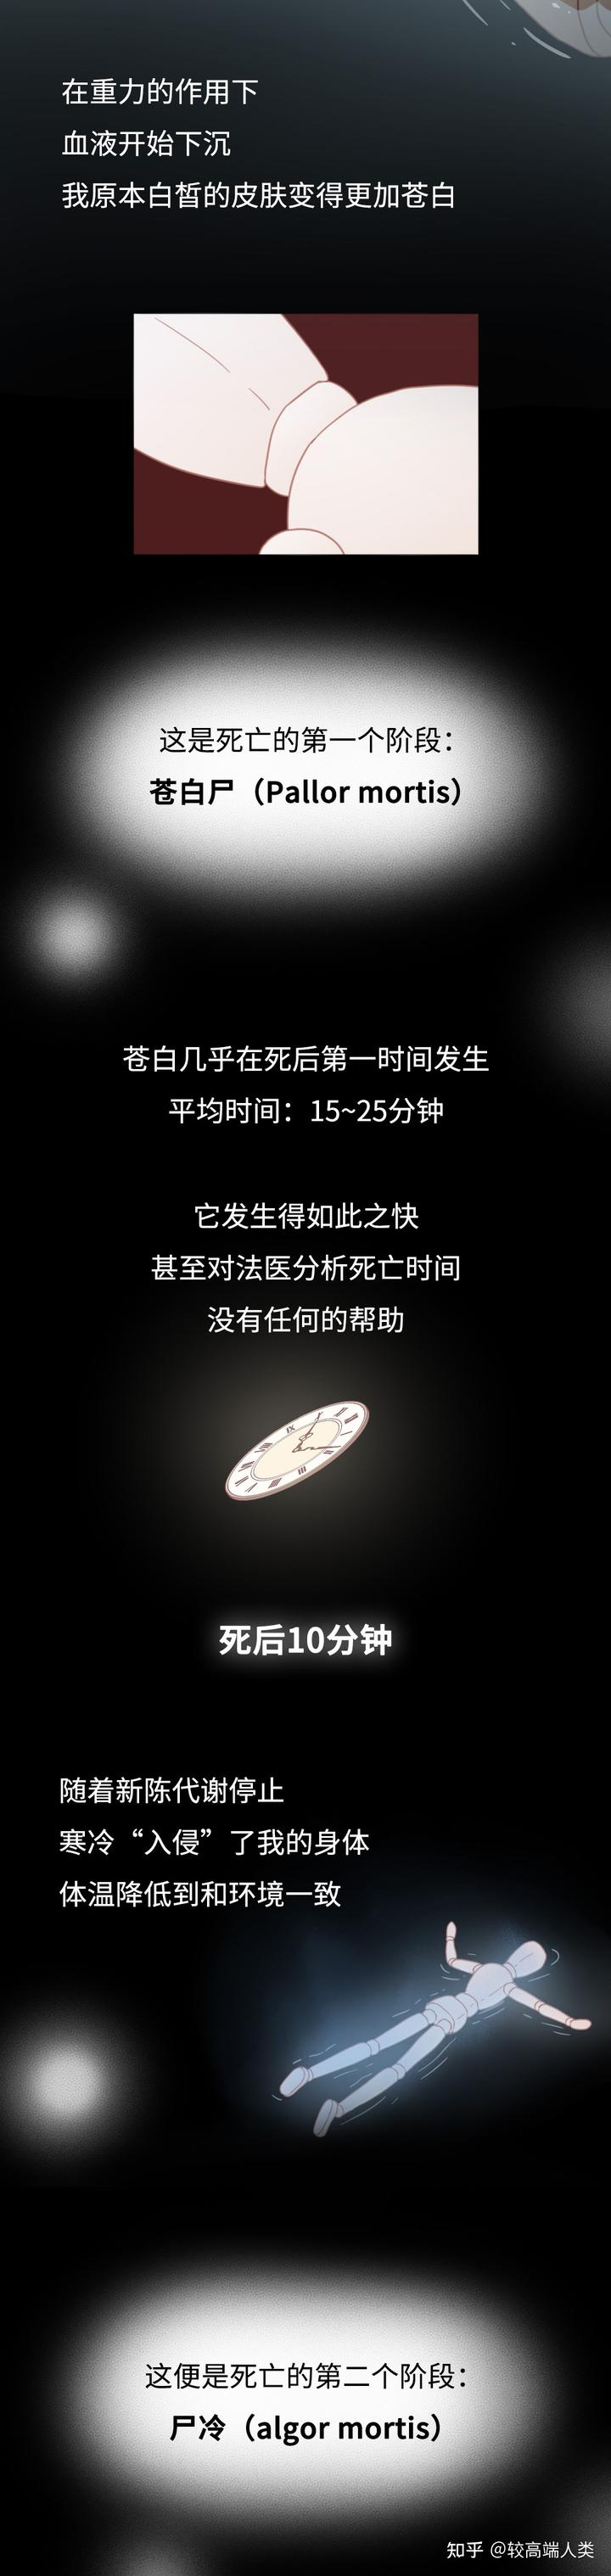 在重力的作用下
血液开始下沉
我原本白皙的皮肤变得更加苍白
这是死亡的第一个阶段：
苍白尸（Pallor mortis）
苍白几乎在死后第一时间发生
平均时间：15~25分钟
它发生得如此之快
甚至对法医分析死亡时间
没有任何的帮助
死后10分钟
随着新陈代谢停止
寒冷“入侵”了我的身体
体温降低到和环境一致
这便是死亡的第二个阶段：
尸冷（algor mortis）
知乎 @较高端人类